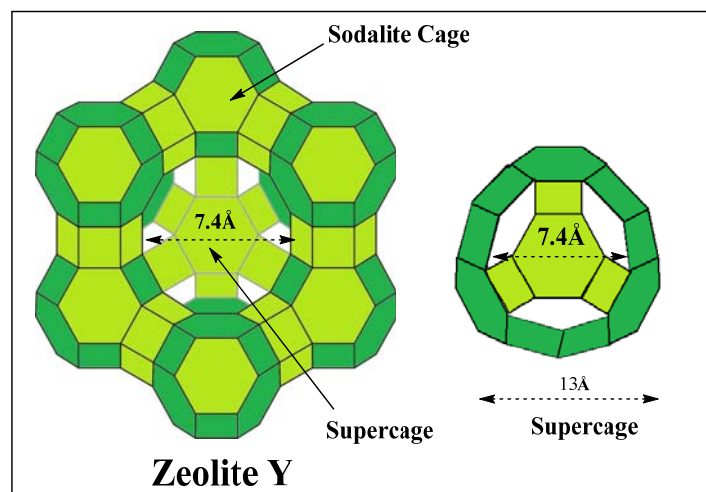 Sodalite Cage
7.4Å
7.4Å
13Å
Supercage
Supercage
Zeolite Y